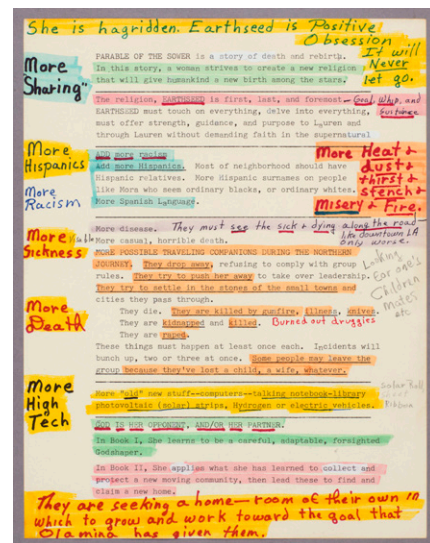 She is hagridden. Earthseed is Positive
Obsession
It will
Never
let go.
More
"Sharing"
PARABLE OF THE SOWER is a story of death and rebirth.
In this story, a woman strives to create a new religion
that will give humankind a new birth among the stars.
The religion, EARTHSEED is first, last, and foremost — Goal, Whip, and
Guidance
EARTHSEED must touch on everything, delve into everything,
must offer strength, guidance, and purpose to Lauren and
through Lauren without demanding faith in the supernatural
More
Hispanics
More
Racism
ADD more racism
Add more Hispanics. Most of neighborhood should have
Hispanic relatives. More Hispanic surnames on people
like Mora who seem ordinary blacks, or ordinary whites.
More Spanish Language.
More Heat &
dust &
thirst &
Stench &
Misery & Fire.
More
Sickness
More disease. They must see the sick & dying along the road
like downtown LA
only worse.
More casual, horrible death.
MORE POSSIBLE TRAVELING COMPANIONS DURING THE NORTHERN
JOURNEY. They drop away, refusing to comply with group
rules. They try to push her away to take over leadership.
They try to settle in the stones of the small towns and
cities they pass through.
Looking
For one's
Children
Mates
etc
More
Death
They die. They are killed by gunfire, illness, knives.
They are kidnapped and killed. Burned out druggies
They are raped.
These things must happen at least once each. Incidents will
bunch up, two or three at once. Some people may leave the
group because they've lost a child, a wife, whatever.
More
High
Tech
More "old" new stuff--computers--talking notebook-library
photovoltaic (solar) strips, Hydrogen or electric vehicles.
Solar Ball
Ribbon
GOD IS HER OPPONENT, AND/OR HER PARTNER.
In Book I, She learns to be a careful, adaptable, forsighted
Godshaper.
In Book II, She applies what she has learned to collect and
protect a new moving community, then lead these to find and
claim a new home.
They are seeking a home — room of their own in
which to grow and work toward the goal that
Olamina has given them.